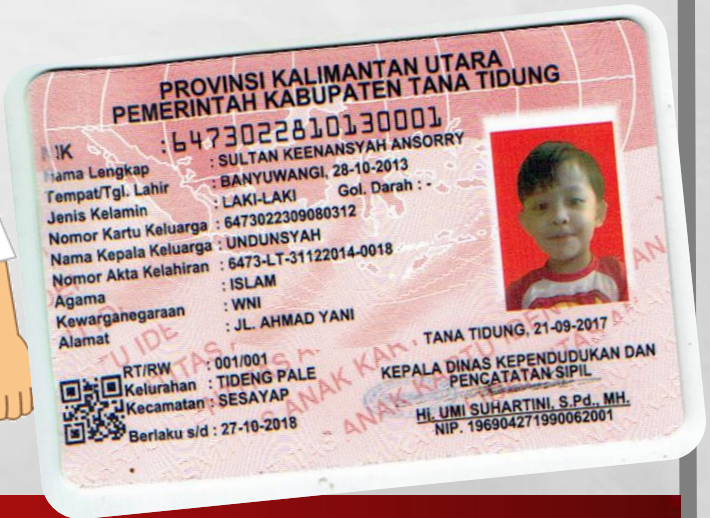 PROVINSI KALIMANTAN UTARA
PEMERINTAH KABUPATEN TANA TIDUNG
NIK : 6473022810130001
Nama Lengkap : SULTAN KEENANSYAH ANSORRY
Tempat/Tgl. Lahir : BANYUWANGI, 28-10-2013
Jenis Kelamin : LAKI-LAKI Gol. Darah : -
Nomor Kartu Keluarga : 6473022309080312
Nama Kepala Keluarga : UNDUNSYAH
Nomor Akta Kelahiran : 6473-LT-31122014-0018
Agama : ISLAM
Kewarganegaraan : WNI
Alamat : JL. AHMAD YANI
RT/RW : 001/001
Kelurahan : TIDENG PALE
Kecamatan : SESAYAP
Berlaku s/d : 27-10-2018
TANA TIDUNG, 21-09-2017
KEPALA DINAS KEPENDUDUKAN DAN
PENCATATAN SIPIL
Hj. UMI SUHARTINI, S.Pd., MH.
NIP. 196904271990062001